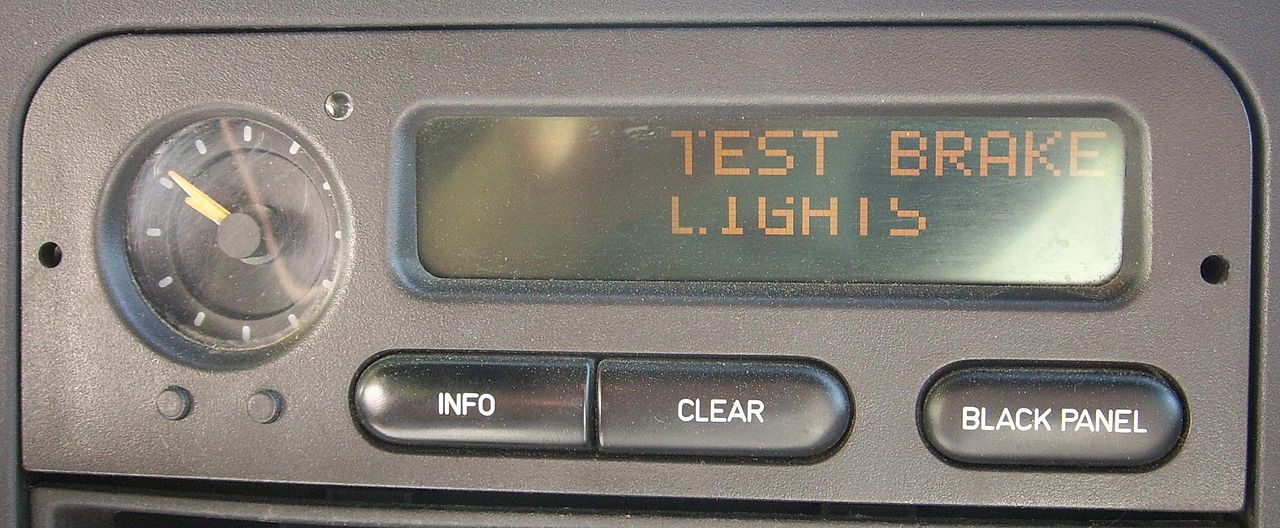 TEST BRAKE
LIGHTS
INFO
CLEAR
BLACK PANEL